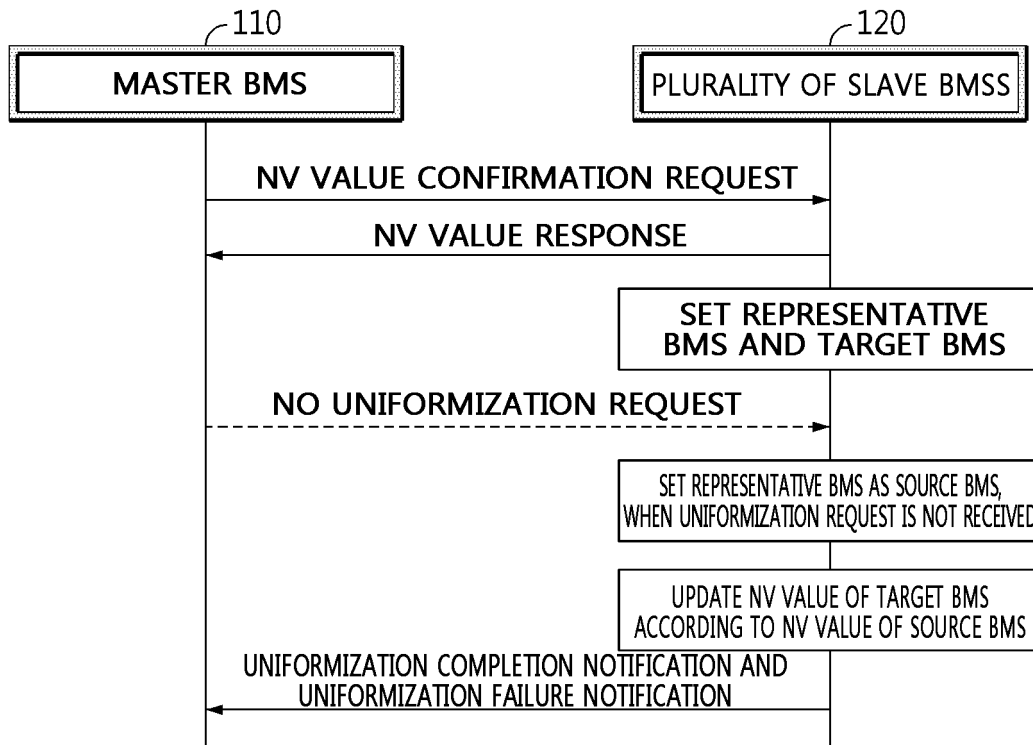 110
120
MASTER BMS
PLURALITY OF SLAVE BMSS
NV VALUE CONFIRMATION REQUEST
NV VALUE RESPONSE
SET REPRESENTATIVE
BMS AND TARGET BMS
NO UNIFORMIZATION REQUEST
SET REPRESENTATIVE BMS AS SOURCE BMS,
WHEN UNIFORMIZATION REQUEST IS NOT RECEIVED
UPDATE NV VALUE OF TARGET BMS
ACCORDING TO NV VALUE OF SOURCE BMS
UNIFORMIZATION COMPLETION NOTIFICATION AND
UNIFORMIZATION FAILURE NOTIFICATION